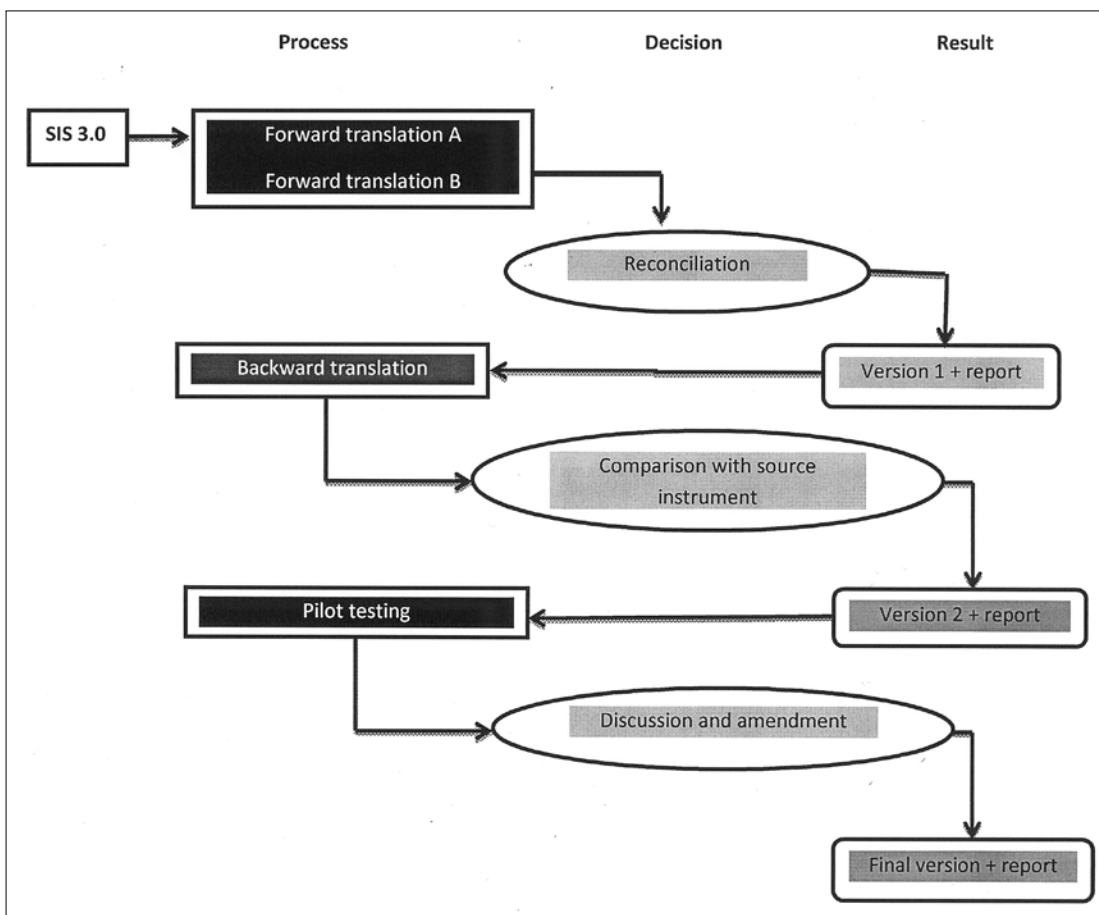 Process Decision Result
SIS 3.0
Forward translation A
Forward translation B
Reconciliation
Version 1 + report
Backward translation
Comparison with source
instrument
Version 2 + report
Pilot testing
Discussion and amendment
Final version + report